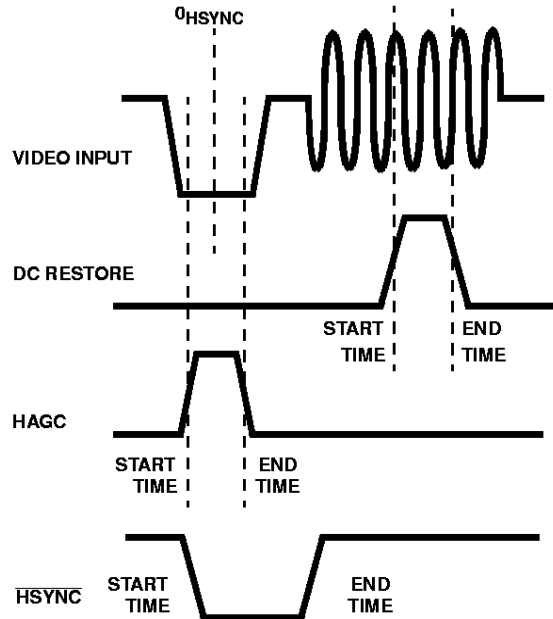 0HSYNC
VIDEO INPUT
DC RESTORE
START
TIME
END
TIME
HAGC
START
TIME
END
TIME
HSYNC
START
TIME
END
TIME